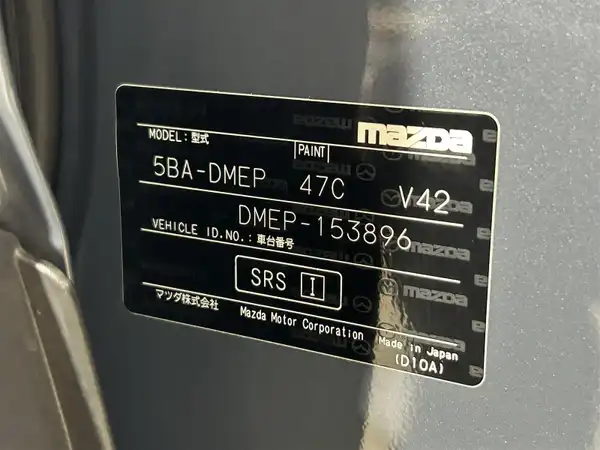 mazda
MODEL:型式 PAINT
5BA-DMEP 47C V42
DMEP-153896
VEHICLE ID.NO.:車台番号
SRS I
マツダ株式会社 Mazda Motor Corporation Made in Japan
(D10A)